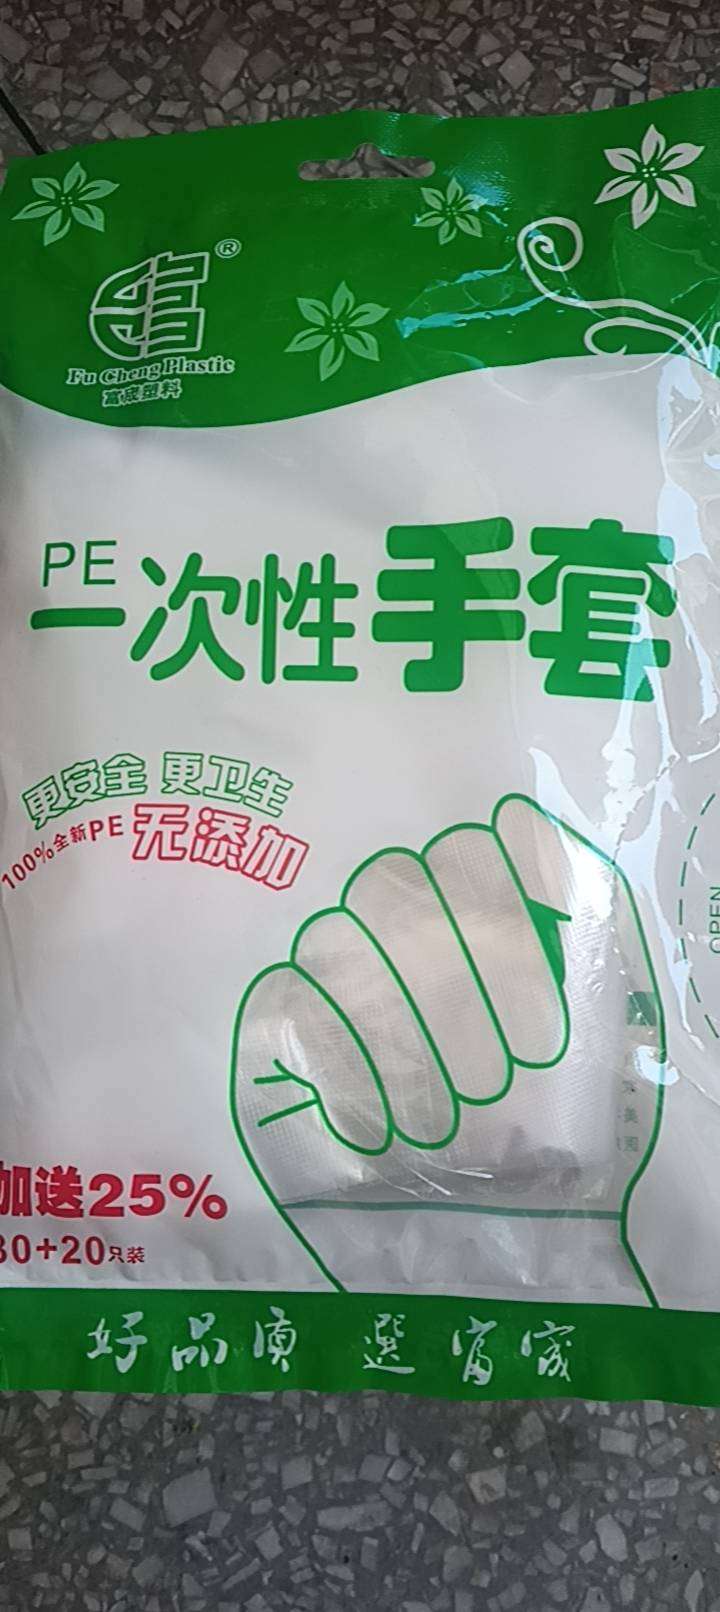 ®
Fu Cheng Plastic
富成塑料
PE
一次性手套
更安全 更卫生
100%全新PE 无添加
OPEN
加送25%
80+20只装
好品质 選富成